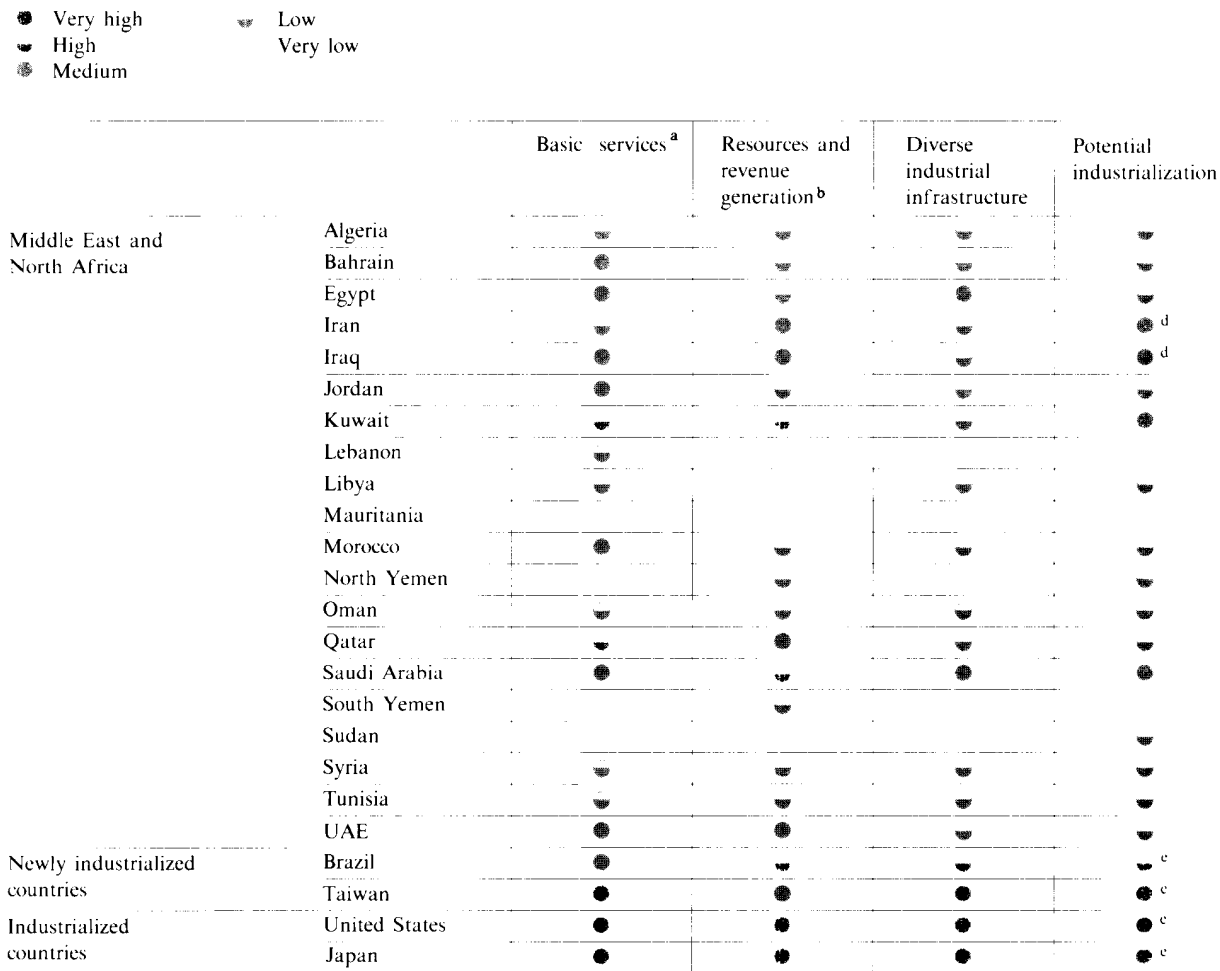 Very high
Low
High
Very low
Medium
Basic services a
Resources and
revenue
generation b
Diverse
industrial
infrastructure
Potential
industrialization
Middle East and
North Africa
Algeria
Bahrain
Egypt
Iran d
Iraq d
Jordan
Kuwait
Lebanon
Libya
Mauritania
Morocco
North Yemen
Oman
Qatar
Saudi Arabia
South Yemen
Sudan
Syria
Tunisia
UAE
Newly industrialized
countries
Brazil e
Taiwan e
Industrialized
countries
United States e
Japan e